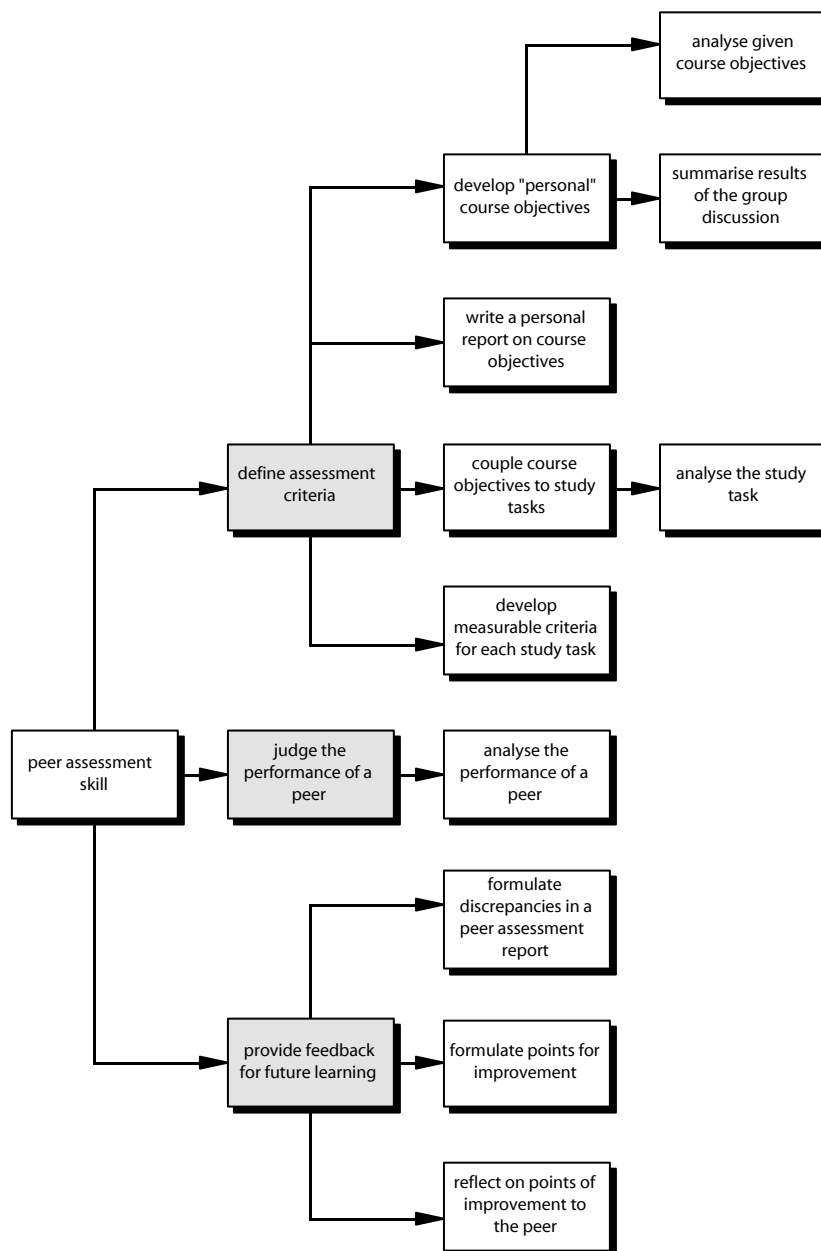 analyse given
course objectives
develop "personal"
course objectives
summarise results
of the group
discussion
write a personal
report on course
objectives
define assessment
criteria
couple course
objectives to study
tasks
analyse the study
task
develop
measurable criteria
for each study task
peer assessment
skill
judge the
performance of a
peer
analyse the
performance of a
peer
formulate
discrepancies in a
peer assessment
report
provide feedback
for future learning
formulate points for
improvement
reflect on points of
improvement to
the peer